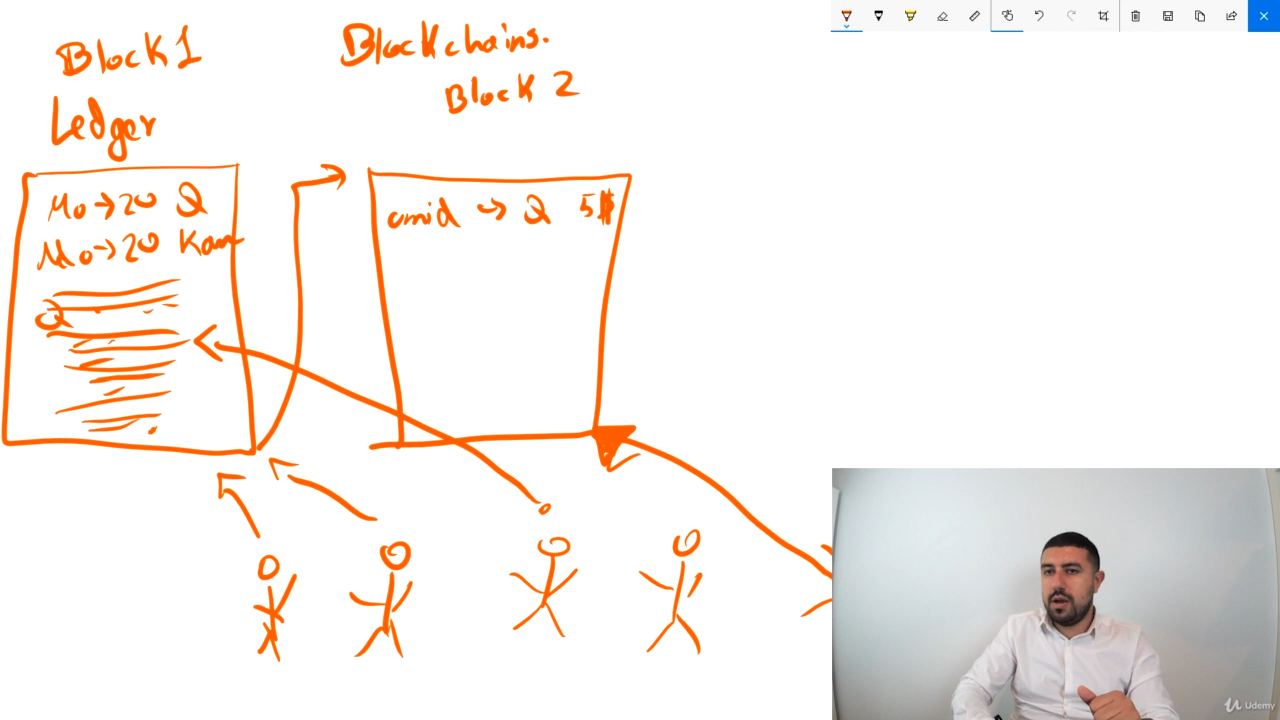 Block 1
Ledger
Blockchains.
Block 2
Mo → 20 Q
Mo → 20 Kam
Q
omid → Q 5$
Udemy